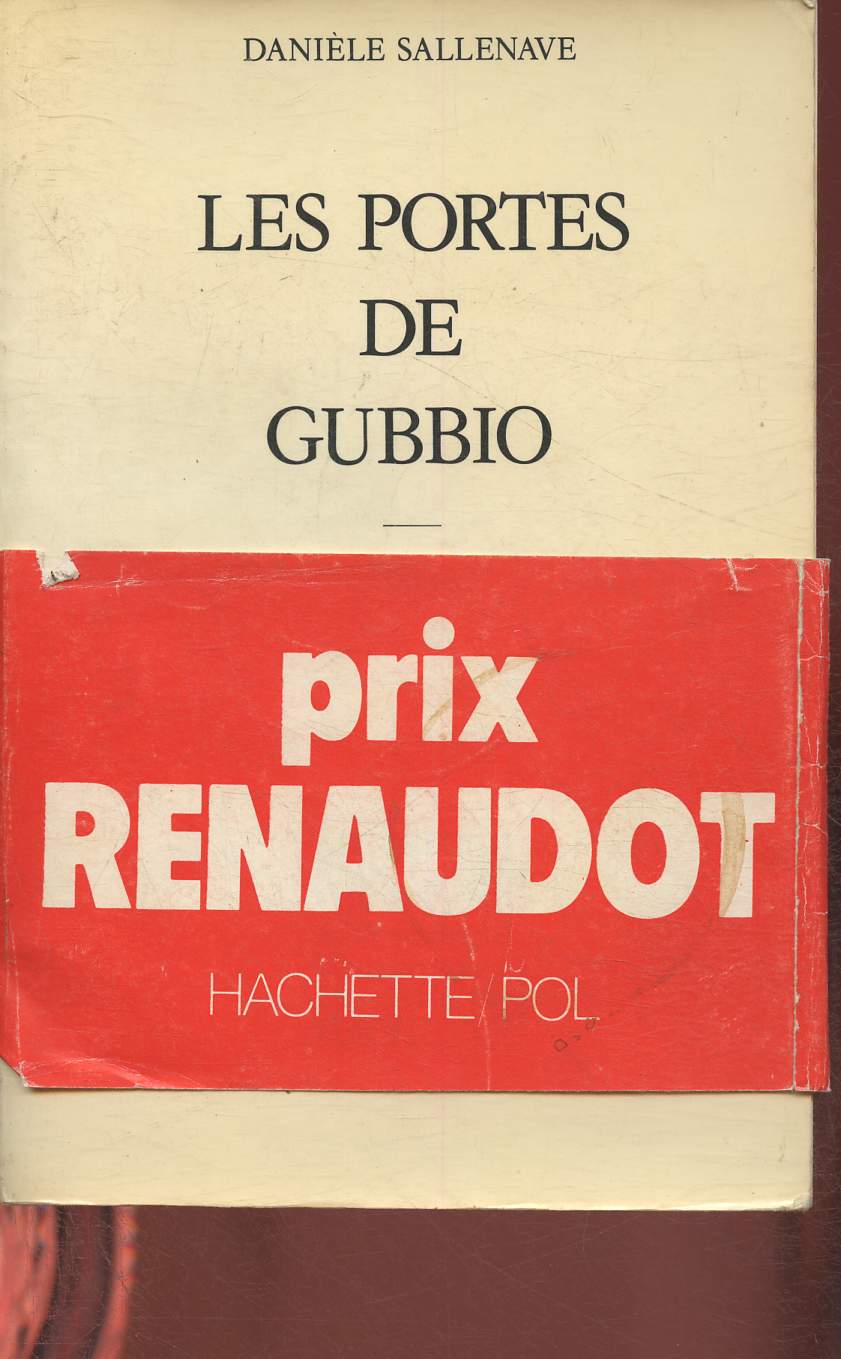 DANIÈLE SALLENAVE
LES PORTES
DE
GUBBIO
prix
RENAUDOT
HACHETTE/POL